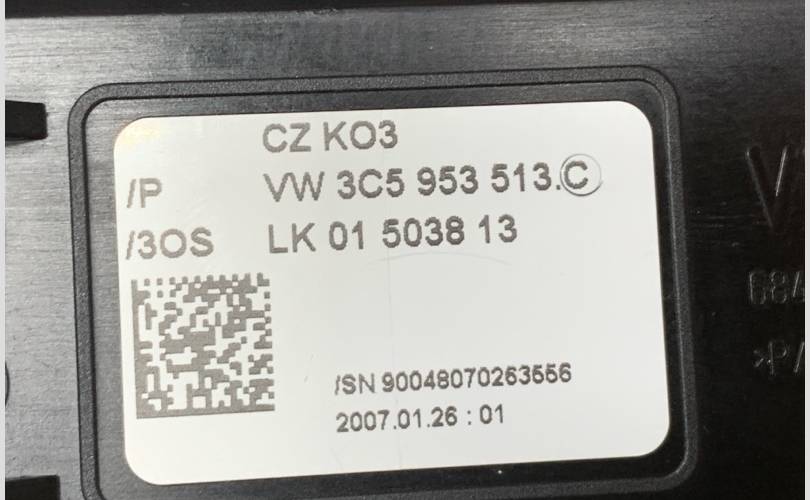 CZ KO3
/P VW 3C5 953 513.C
/3OS LK 01 5038 13
/SN 90048070263556
2007.01.26 : 01